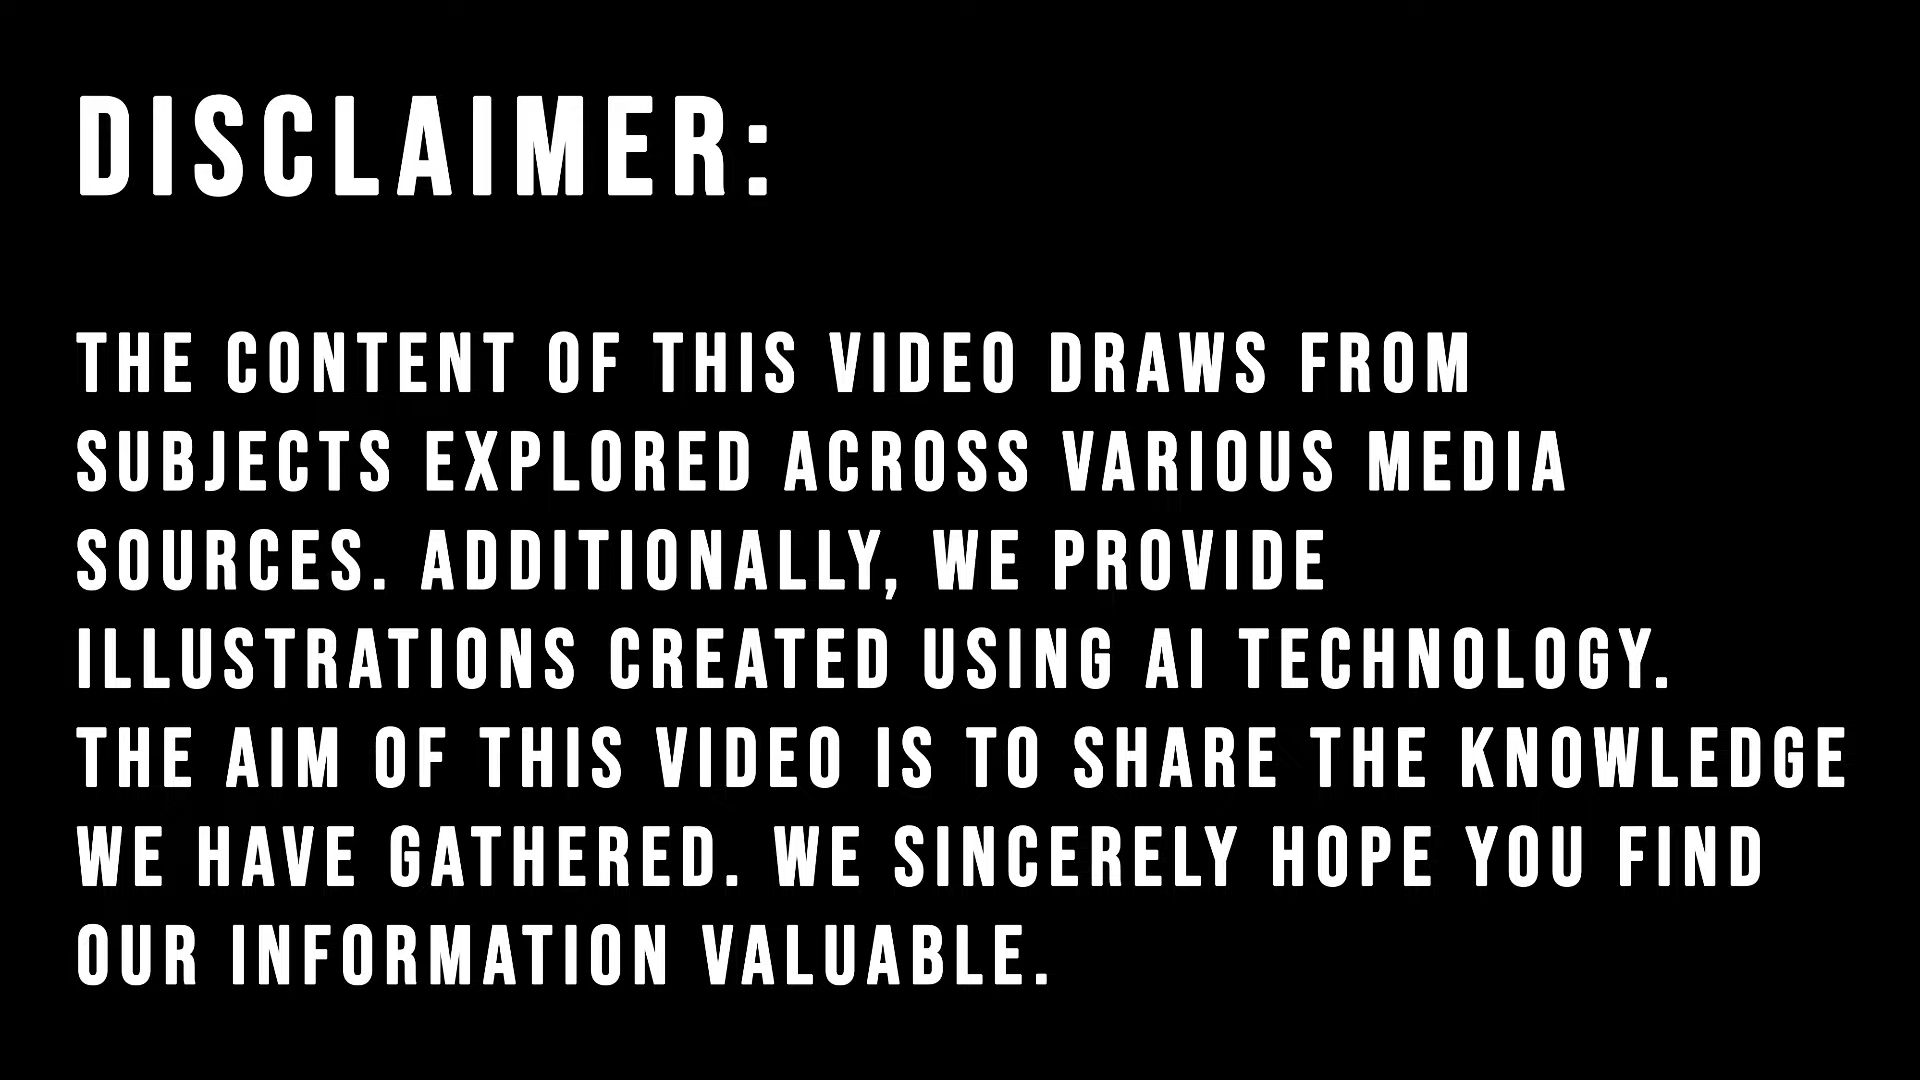 DISCLAIMER:
THE CONTENT OF THIS VIDEO DRAWS FROM
SUBJECTS EXPLORED ACROSS VARIOUS MEDIA
SOURCES. ADDITIONALLY, WE PROVIDE
ILLUSTRATIONS CREATED USING AI TECHNOLOGY.
THE AIM OF THIS VIDEO IS TO SHARE THE KNOWLEDGE
WE HAVE GATHERED. WE SINCERELY HOPE YOU FIND
OUR INFORMATION VALUABLE.